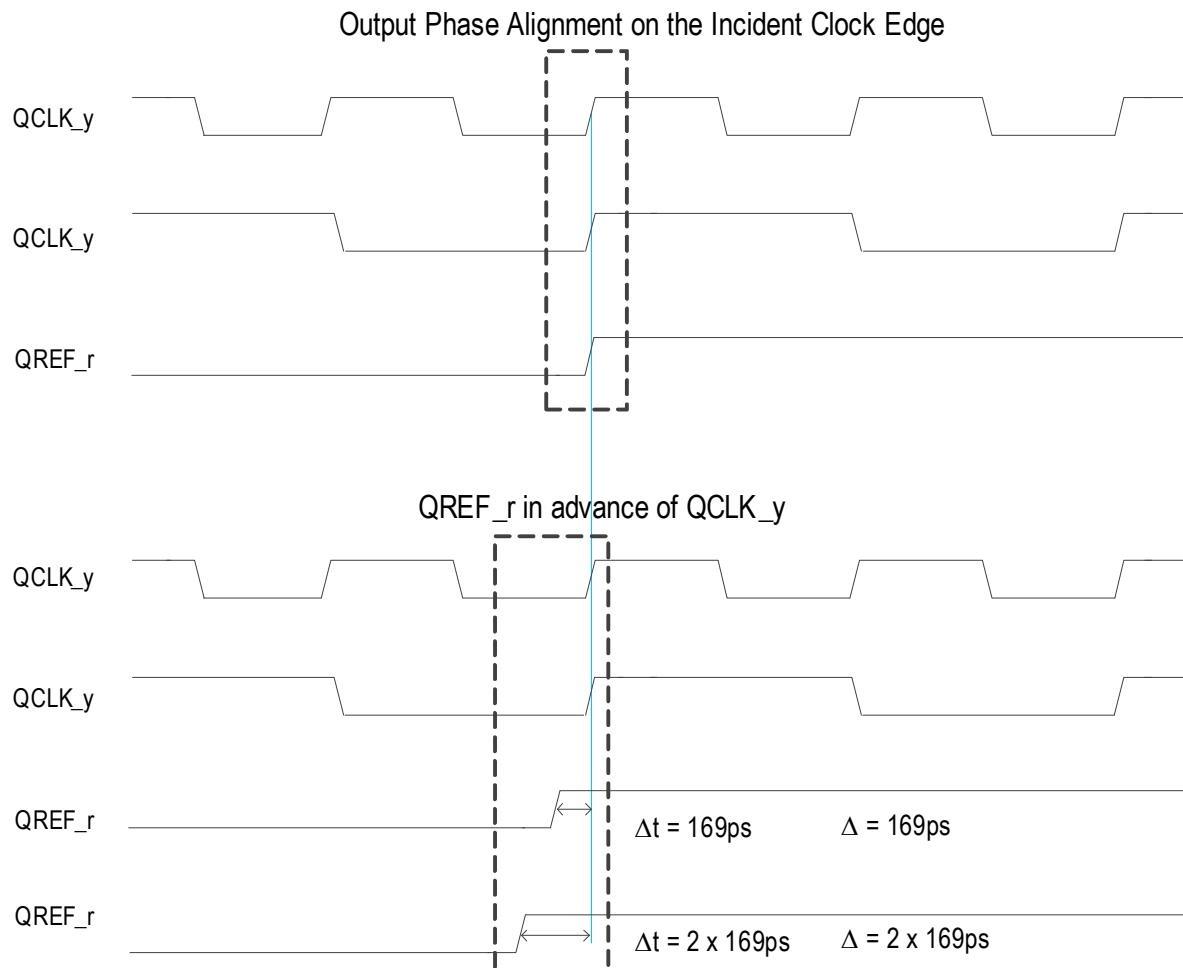 Output Phase Alignment on the Incident Clock Edge
QCLK_y
QCLK_y
QREF_r
QREF_r in advance of QCLK_y
QCLK_y
QCLK_y
QREF_r
Δt = 169ps Δ = 169ps
QREF_r
Δt = 2 x 169ps Δ = 2 x 169ps